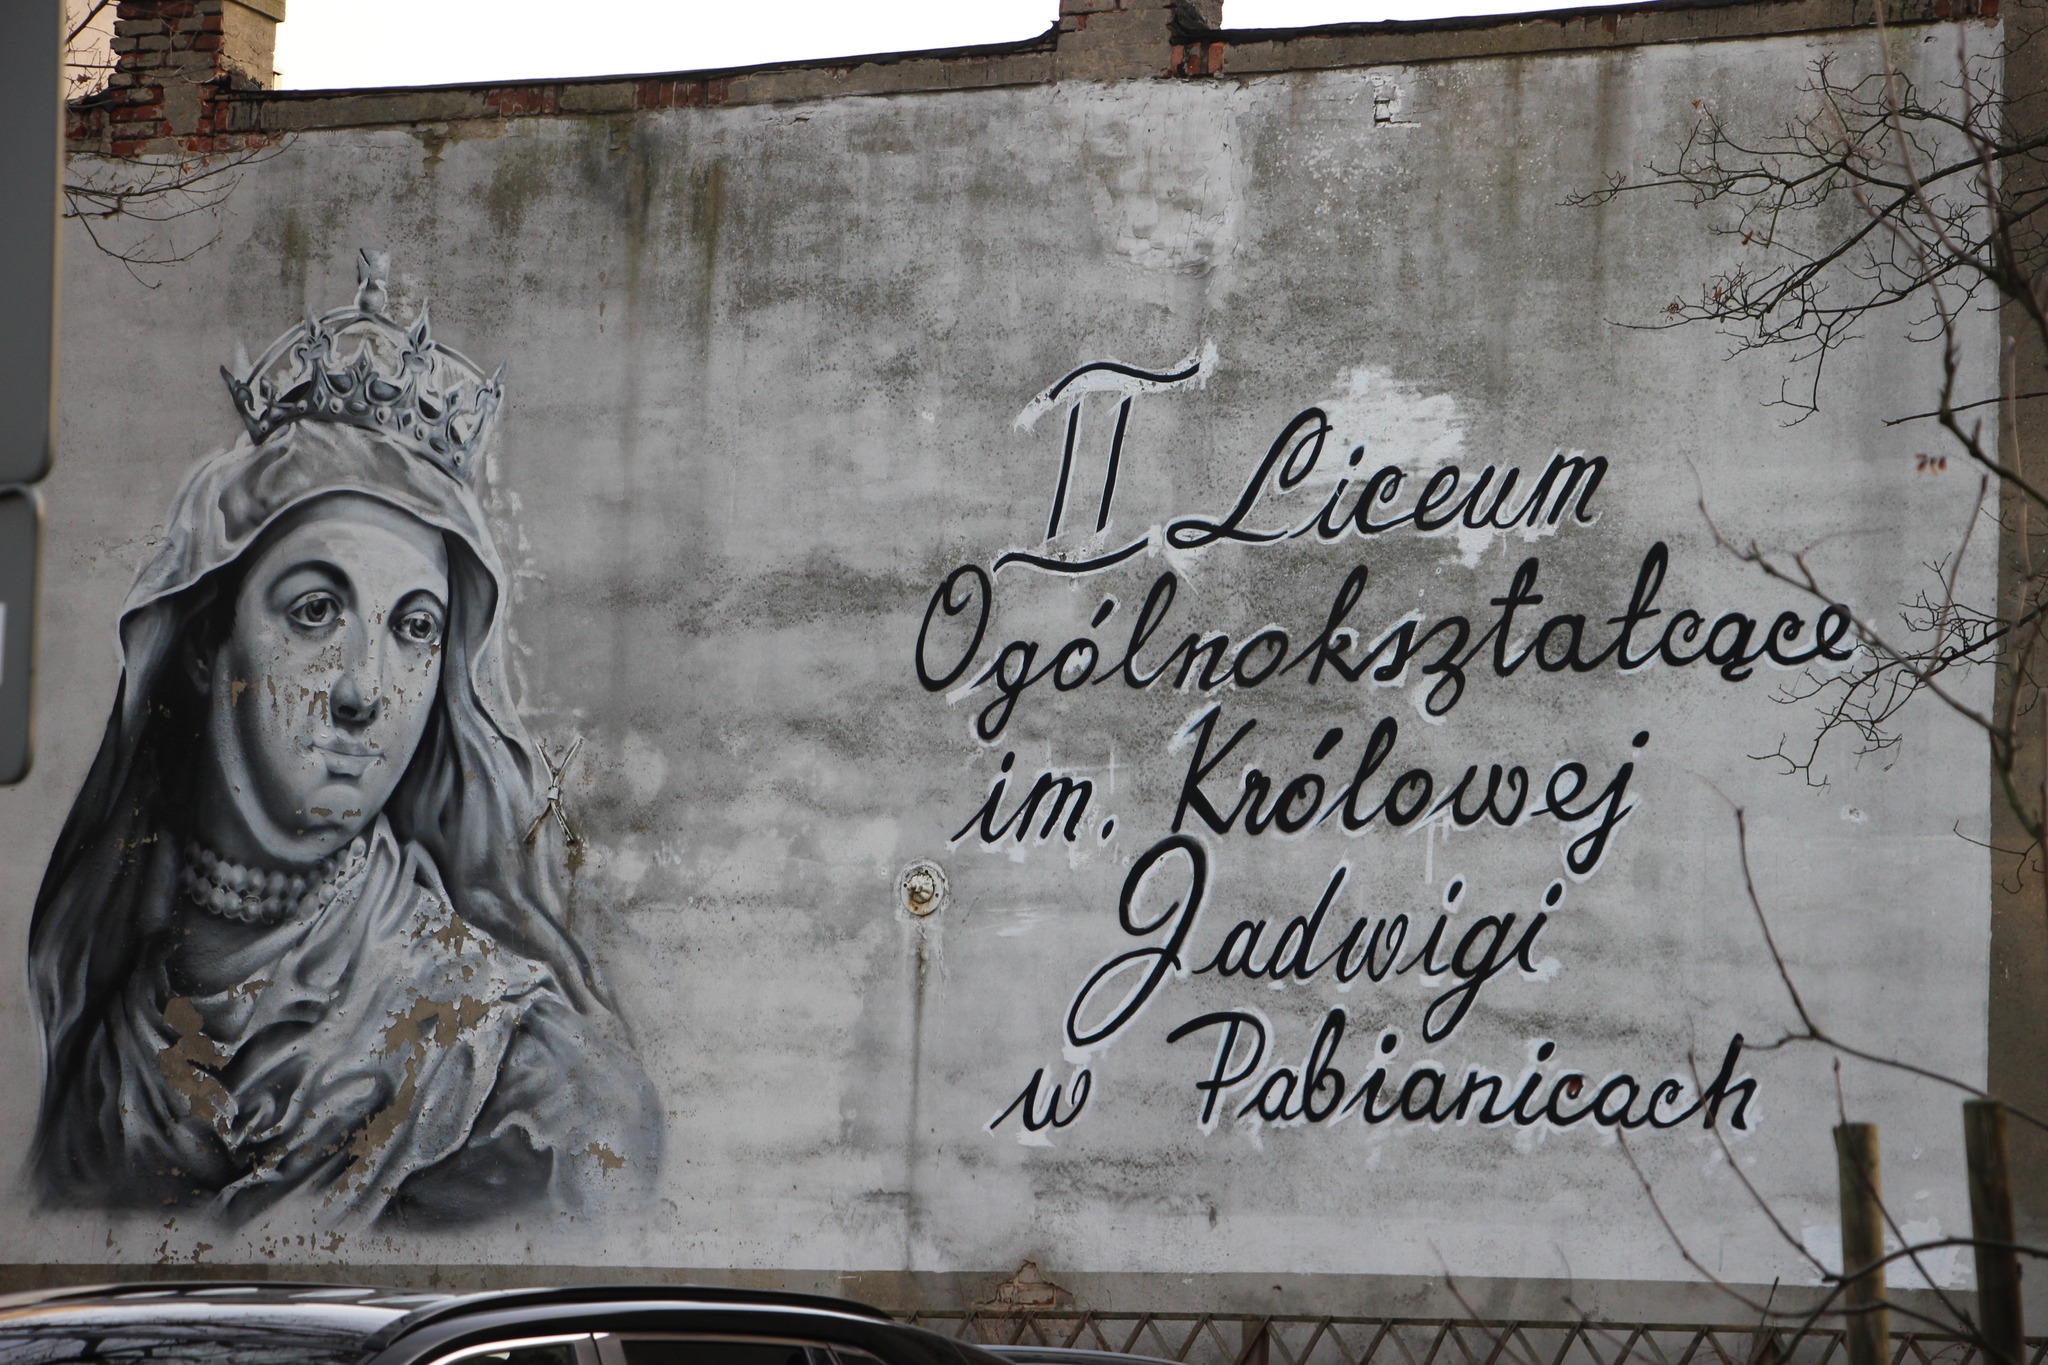 II Liceum
Ogólnokształcące
im. Królowej
Jadwigi
w Pabianicach